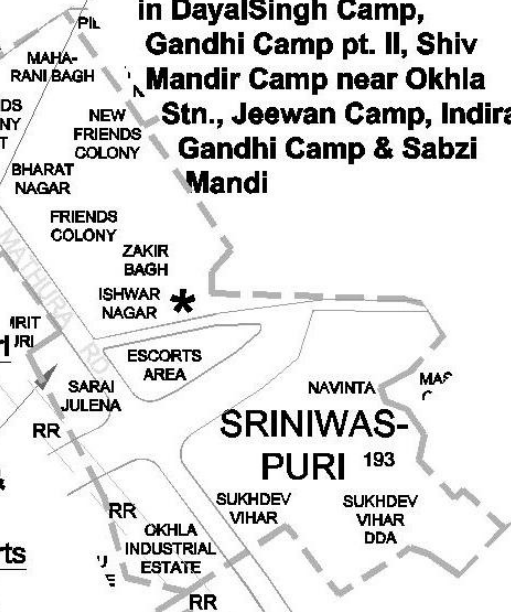 in DayalSingh Camp,
Gandhi Camp pt. II, Shiv
Mandir Camp near Okhla
Stn., Jeewan Camp, Indira
Gandhi Camp & Sabzi
Mandi
MAHA-
RANI BAGH
NEW
FRIENDS
COLONY
BHARAT
NAGAR
FRIENDS
COLONY
ZAKIR
BAGH
ISHWAR
NAGAR
*
MATHURA RD
ESCORTS
AREA
SARAI
JULENA
NAVINTA
RR
SRINIWAS-
PURI 193
SUKHDEV
VIHAR
SUKHDEV
VIHAR
DDA
RR
OKHLA
INDUSTRIAL
ESTATE
RR